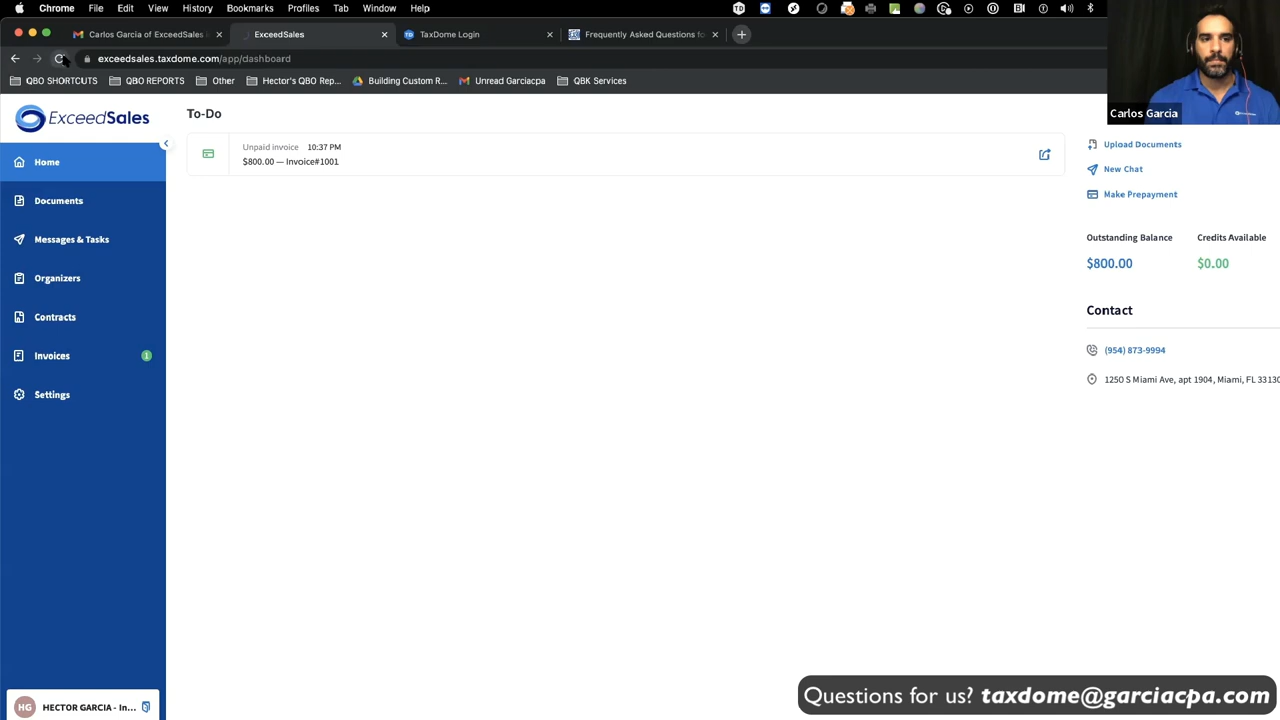 Chrome File Edit View History Bookmarks Profiles Tab Window Help
Carlos Garcia of ExceedSales
ExceedSales
TaxDome Login
Frequently Asked Questions fo
exceedsales.taxdome.com/app/dashboard
QBO SHORTCUTS QBO REPORTS Other Hector's QBO Rep... Building Custom R... Unread Garciacpa QBK Services
ExceedSales
Home
Documents
Messages & Tasks
Organizers
Contracts
Invoices 1
Settings
HG HECTOR GARCIA - In...
To-Do
Unpaid invoice 10:37 PM
$800.00 — Invoice#1001
Carlos Garcia
Upload Documents
New Chat
Make Prepayment
Outstanding Balance Credits Available
$800.00 $0.00
Contact
(954) 873-9994
1250 S Miami Ave, apt 1904, Miami, FL 33130
Questions for us? taxdome@garciacpa.com